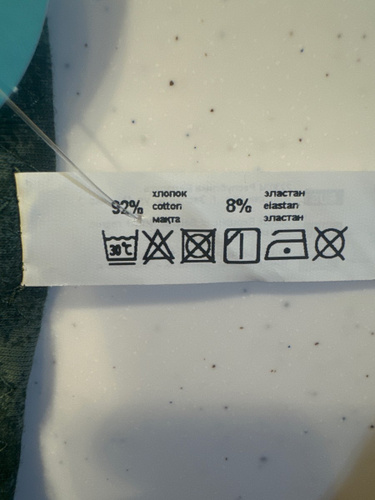 92% хлопок 8% эластан
cotton elastan
мақта эластан
30°C